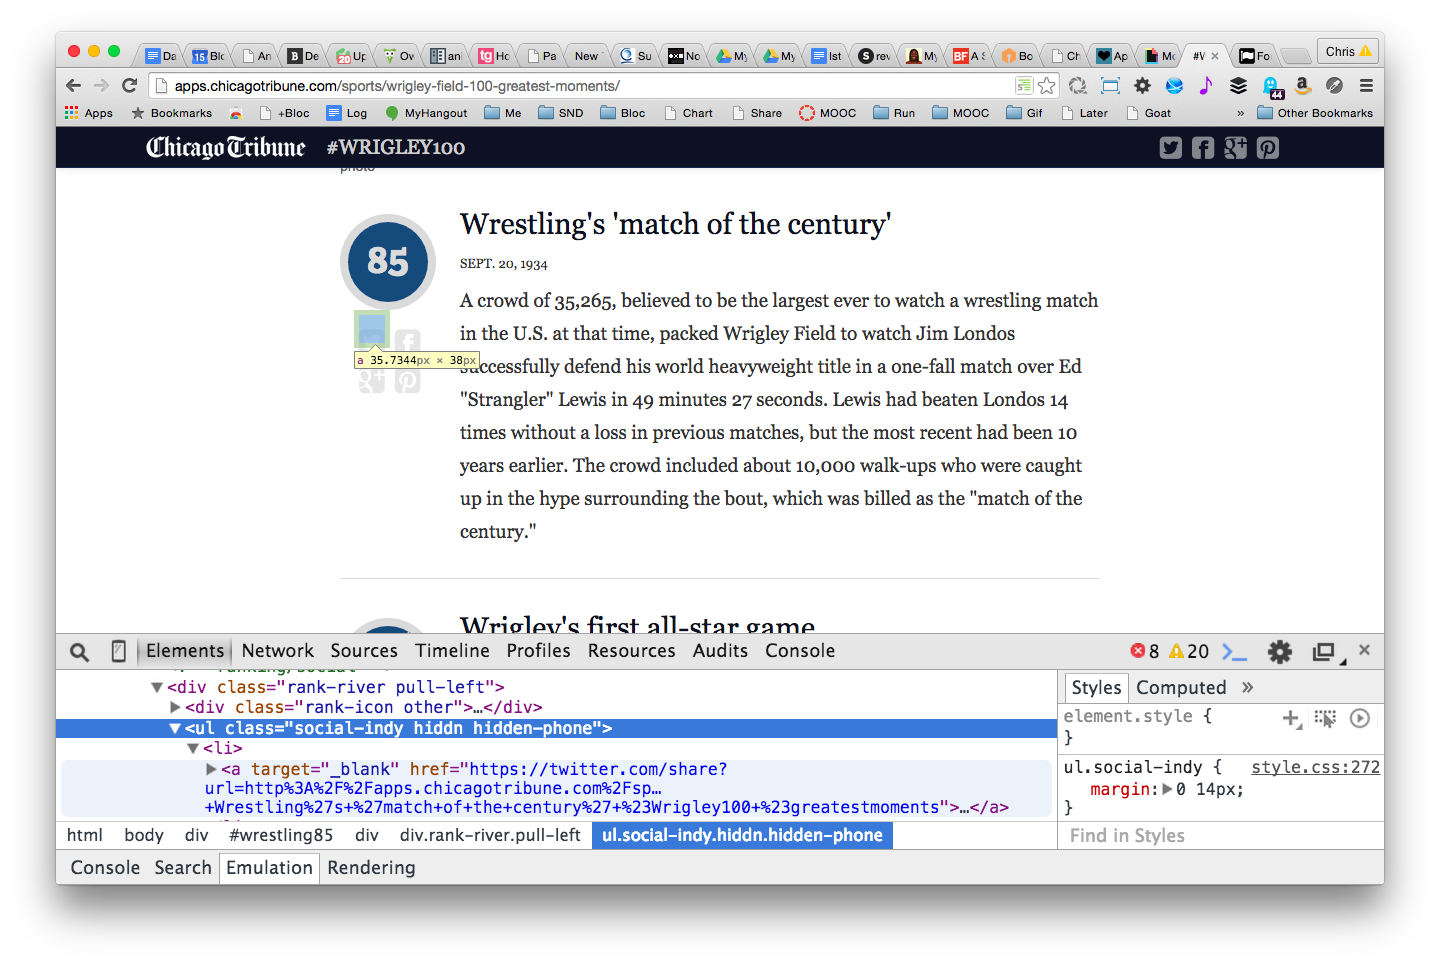 Da
15 Blo
An
B De
20 Up
Ov
an
tg Ho
Pa
New
Su
No
My
My
Ist
S rev
My
BF A S
Bo
Ch
Ap
Mc
#V ×
Fo
Chris
apps.chicagotribune.com/sports/wrigley-field-100-greatest-moments/
44
Apps Bookmarks +Bloc Log MyHangout Me SND Bloc Chart Share MOOC Run MOOC Gif Later Goat » Other Bookmarks
Chicago Tribune #WRIGLEY100
photo
85
Wrestling's 'match of the century'
SEPT. 20, 1934
A crowd of 35,265, believed to be the largest ever to watch a wrestling match
in the U.S. at that time, packed Wrigley Field to watch Jim Londos
successfully defend his world heavyweight title in a one-fall match over Ed
"Strangler" Lewis in 49 minutes 27 seconds. Lewis had beaten Londos 14
times without a loss in previous matches, but the most recent had been 10
years earlier. The crowd included about 10,000 walk-ups who were caught
up in the hype surrounding the bout, which was billed as the "match of the
century."
a 35.7344px × 38px
Wrigley's first all-star game
Elements Network Sources Timeline Profiles Resources Audits Console 8 20
ranking/social
<div class="rank-river pull-left">
<div class="rank-icon other">…</div>
<ul class="social-indy hiddn hidden-phone">
<li>
<a target="_blank" href="https://twitter.com/share?
url=http%3A%2F%2Fapps.chicagotribune.com%2Fsp…
+Wrestling%27s+%27match+of+the+century%27+%23Wrigley100+%23greatestmoments">…</a>
html body div #wrestling85 div div.rank-river.pull-left ul.social-indy.hiddn.hidden-phone
Styles Computed »
element.style {
}
ul.social-indy { style.css:272
margin: 0 14px;
}
Find in Styles
Console Search Emulation Rendering